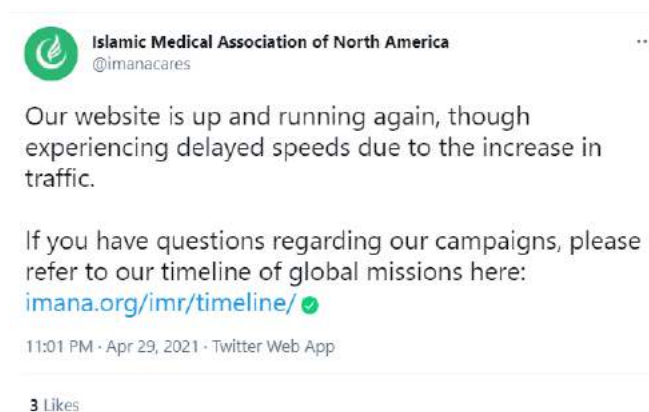 Islamic Medical Association of North America
@imanacares
Our website is up and running again, though
experiencing delayed speeds due to the increase in
traffic.
If you have questions regarding our campaigns, please
refer to our timeline of global missions here:
imana.org/imr/timeline/
11:01 PM · Apr 29, 2021 · Twitter Web App
3 Likes